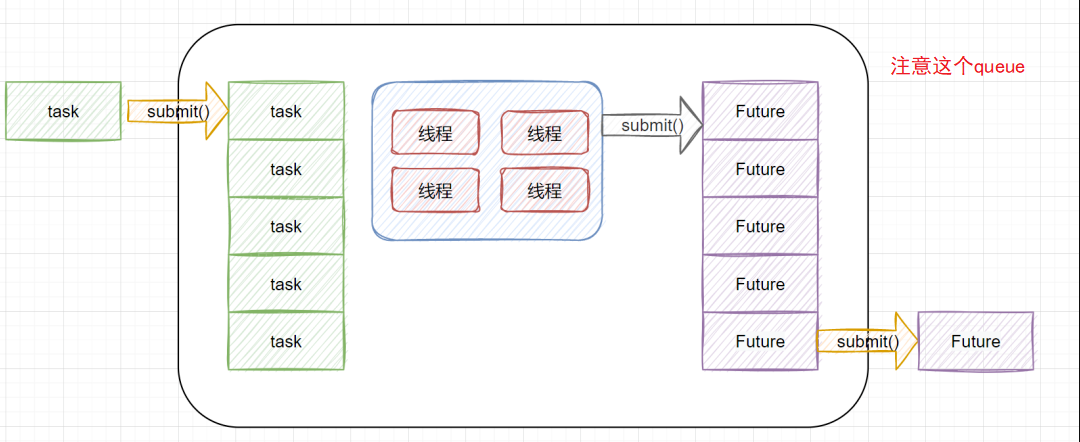 注意这个queue
task
submit()
task
task
task
task
task
线程
线程
线程
线程
submit()
Future
Future
Future
Future
Future
submit()
Future